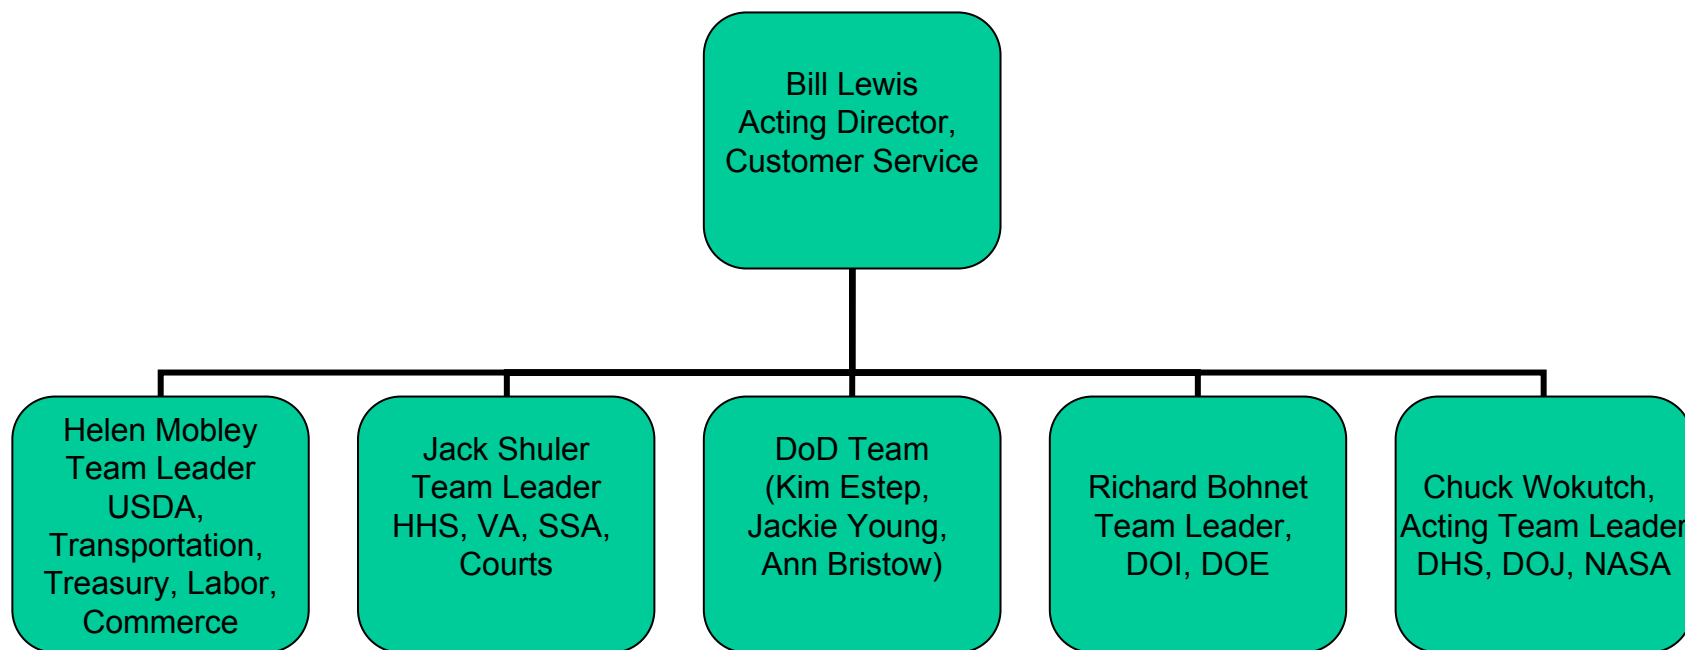 Bill Lewis
Acting Director,
Customer Service
Helen Mobley
Team Leader
USDA,
Transportation,
Treasury, Labor,
Commerce
Jack Shuler
Team Leader
HHS, VA, SSA,
Courts
DoD Team
(Kim Estep,
Jackie Young,
Ann Bristow)
Richard Bohnet
Team Leader,
DOI, DOE
Chuck Wokutch,
Acting Team Leader
DHS, DOJ, NASA